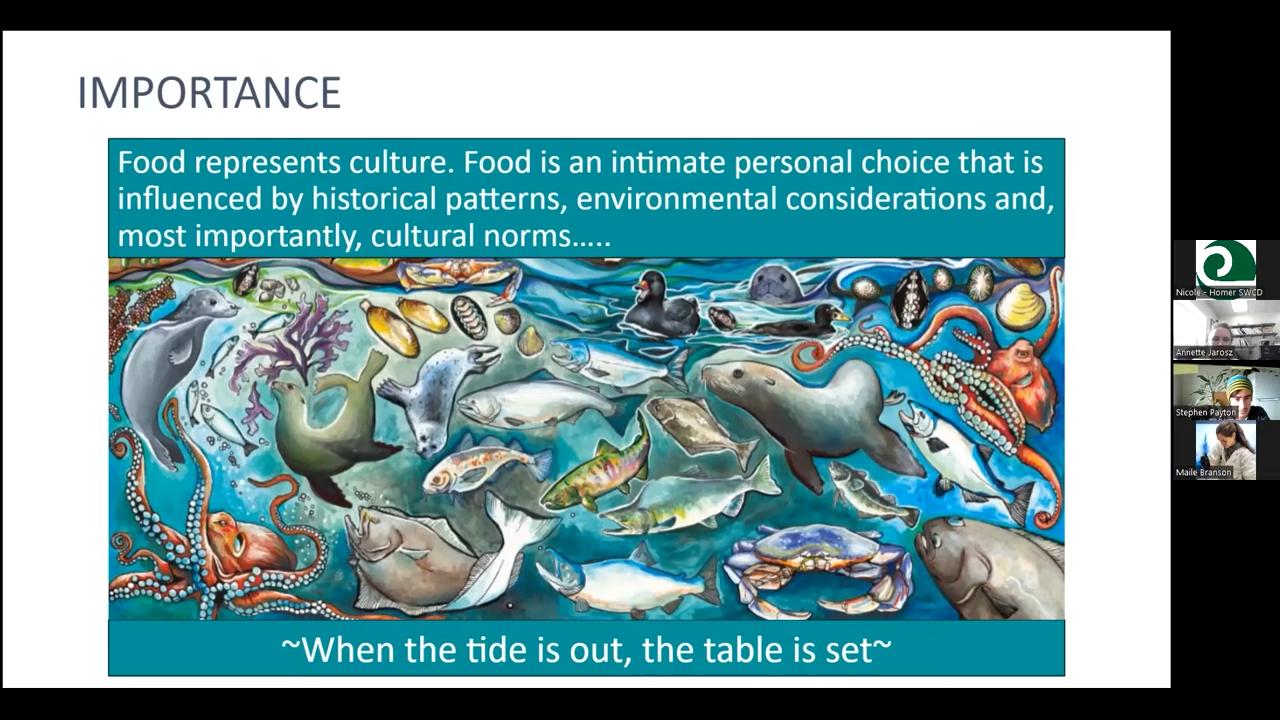 IMPORTANCE
Food represents culture. Food is an intimate personal choice that is
influenced by historical patterns, environmental considerations and,
most importantly, cultural norms…..
~When the tide is out, the table is set~
Nicole - Homer SWCD
Annette Jarosz
Stephen Payton
Maile Branson